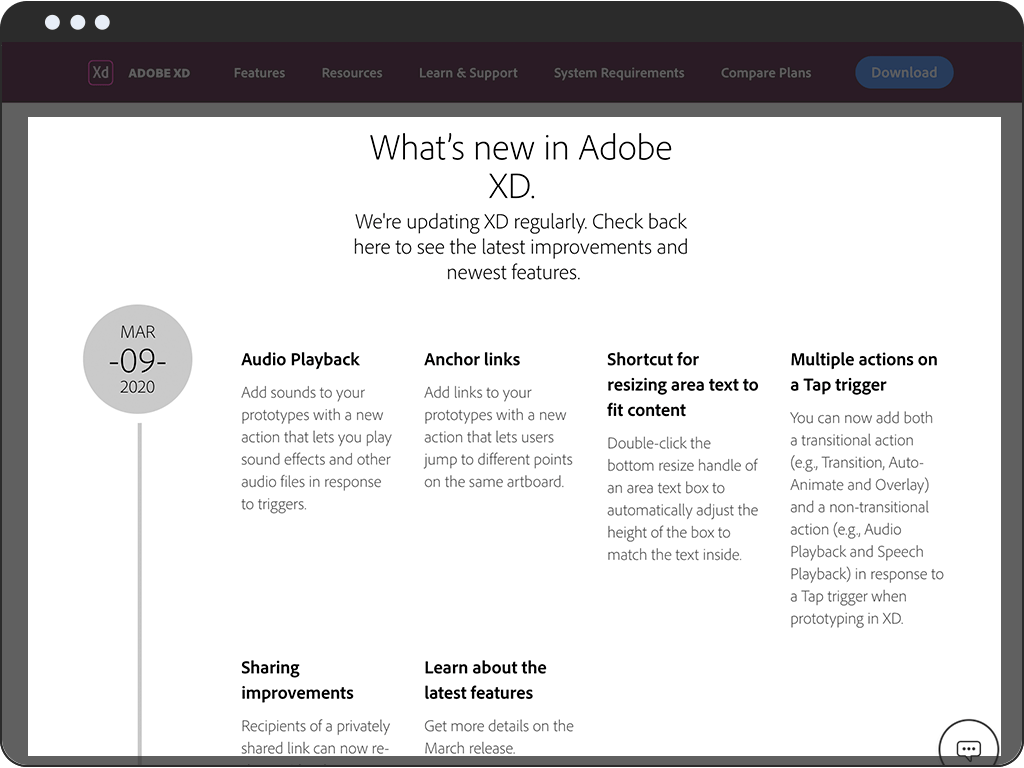 Xd ADOBE XD Features Resources Learn & Support System Requirements Compare Plans Download
What's new in Adobe
XD.
We're updating XD regularly. Check back
here to see the latest improvements and
newest features.
MAR
-09-
2020
Audio Playback
Add sounds to your
prototypes with a new
action that lets you play
sound effects and other
audio files in response
to triggers.
Anchor links
Add links to your
prototypes with a new
action that lets users
jump to different points
on the same artboard.
Shortcut for
resizing area text to
fit content
Double-click the
bottom resize handle of
an area text box to
automatically adjust the
height of the box to
match the text inside.
Multiple actions on
a Tap trigger
You can now add both
a transitional action
(e.g., Transition, Auto-
Animate and Overlay)
and a non-transitional
action (e.g., Audio
Playback and Speech
Playback) in response to
a Tap trigger when
prototyping in XD.
Sharing
improvements
Recipients of a privately
shared link can now re-
Learn about the
latest features
Get more details on the
March release.